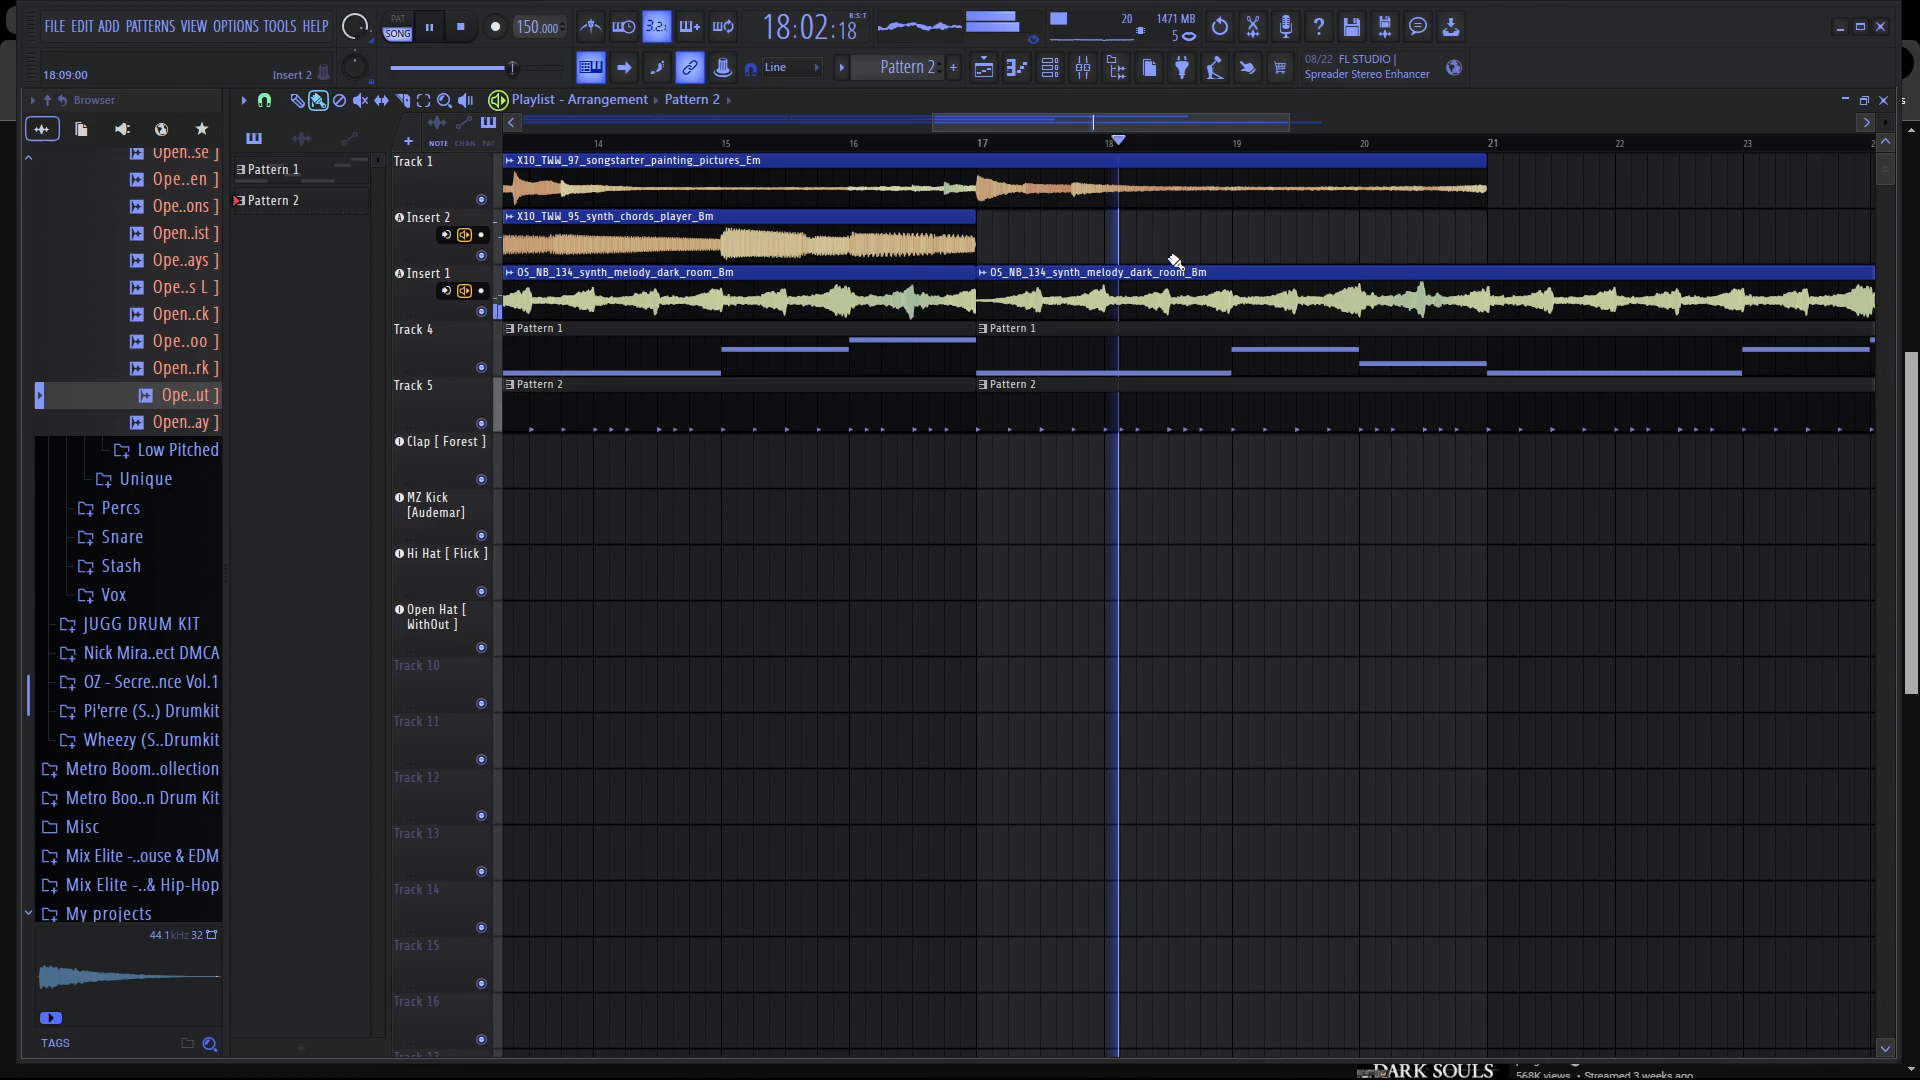 FILE EDIT ADD PATTERNS VIEW OPTIONS TOOLS HELP
PAT
SONG
3.2.1
150.000
18:02:18
B:S:T
20
1471 MB
5
18:09:00
Insert 2
Line
Pattern 2
+
08/22 FL STUDIO |
Spreader Stereo Enhancer
Browser
Playlist - Arrangement
Pattern 2
NOTE CHAN PAT
14
15
16
17
18
19
20
21
22
23
2
Open..se ]
Ope..en ]
Ope..ons ]
Open..ist ]
Open..ays ]
Ope..s L ]
Open..ck ]
Ope..oo ]
Ope..rk ]
Ope..ut ]
Open..ay ]
Low Pitched
Unique
Percs
Snare
Stash
Vox
JUGG DRUM KIT
Nick Mira..ect DMCA
OZ - Secre..nce Vol.1
Pi'erre (S..) Drumkit
Wheezy (S..Drumkit
Metro Boom..ollection
Metro Boo..n Drum Kit
Misc
Mix Elite -..ouse & EDM
Mix Elite -..& Hip-Hop
My projects
44.1kHz 32
TAGS
Pattern 1
Pattern 2
Track 1
X10_TWW_97_songstarter_painting_pictures_Em
Insert 2
X10_TWW_95_synth_chords_player_Bm
Insert 1
OS_NB_134_synth_melody_dark_room_Bm
OS_NB_134_synth_melody_dark_room_Bm
Track 4
Pattern 1
Pattern 1
Track 5
Pattern 2
Pattern 2
Clap [ Forest ]
MZ Kick
[Audemar]
Hi Hat [ Flick ]
Open Hat [
WithOut ]
Track 10
Track 11
Track 12
Track 13
Track 14
Track 15
Track 16
DARK SOULS
568K views • Streamed 3 weeks ago